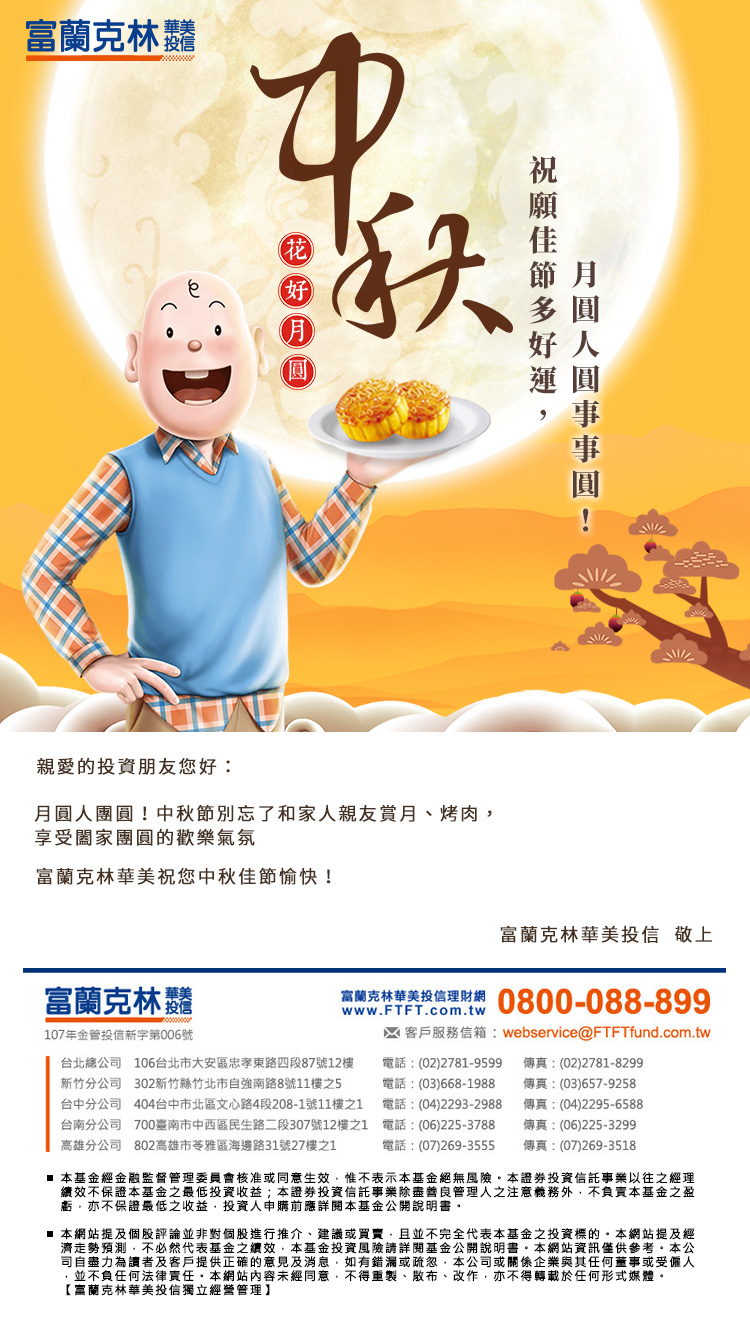 富蘭克林華美投信
中秋
花好月圓
祝願佳節多好運，
月圓人圓事事圓！
親愛的投資朋友您好：
月圓人團圓！中秋節別忘了和家人親友賞月、烤肉，
享受闔家團圓的歡樂氣氛
富蘭克林華美祝您中秋佳節愉快！
富蘭克林華美投信 敬上
富蘭克林華美投信
107年金管投信新字第006號
富蘭克林華美投信理財網
www.FTFT.com.tw
0800-088-899
客戶服務信箱：webservice@FTFTfund.com.tw
台北總公司 106台北市大安區忠孝東路四段87號12樓 電話：(02)2781-9599 傳真：(02)2781-8299
新竹分公司 302新竹縣竹北市自強南路8號11樓之5 電話：(03)668-1988 傳真：(03)657-9258
台中分公司 404台中市北區文心路4段208-1號11樓之1 電話：(04)2293-2988 傳真：(04)2295-6588
台南分公司 700臺南市中西區民生路二段307號12樓之1 電話：(06)225-3788 傳真：(06)225-3299
高雄分公司 802高雄市苓雅區海邊路31號27樓之1 電話：(07)269-3555 傳真：(07)269-3518
■ 本基金經金融監督管理委員會核准或同意生效，惟不表示本基金絕無風險。本證券投資信託事業以往之經理
績效不保證本基金之最低投資收益；本證券投資信託事業除盡善良管理人之注意義務外，不負責本基金之盈
虧，亦不保證最低之收益，投資人申購前應詳閱本基金公開說明書。
■ 本網站提及個股評論並非對個股進行推介、建議或買賣，且並不完全代表本基金之投資標的。本網站提及經
濟走勢預測，不必然代表基金之績效，本基金投資風險請詳閱基金公開說明書。本網站資訊僅供參考。本公
司自盡力為讀者及客戶提供正確的意見及消息，如有錯漏或疏忽，本公司或關係企業與其任何董事或受僱人
，並不負任何法律責任。本網站內容未經同意，不得重製、散布、改作，亦不得轉載於任何形式媒體。
【富蘭克林華美投信獨立經營管理】